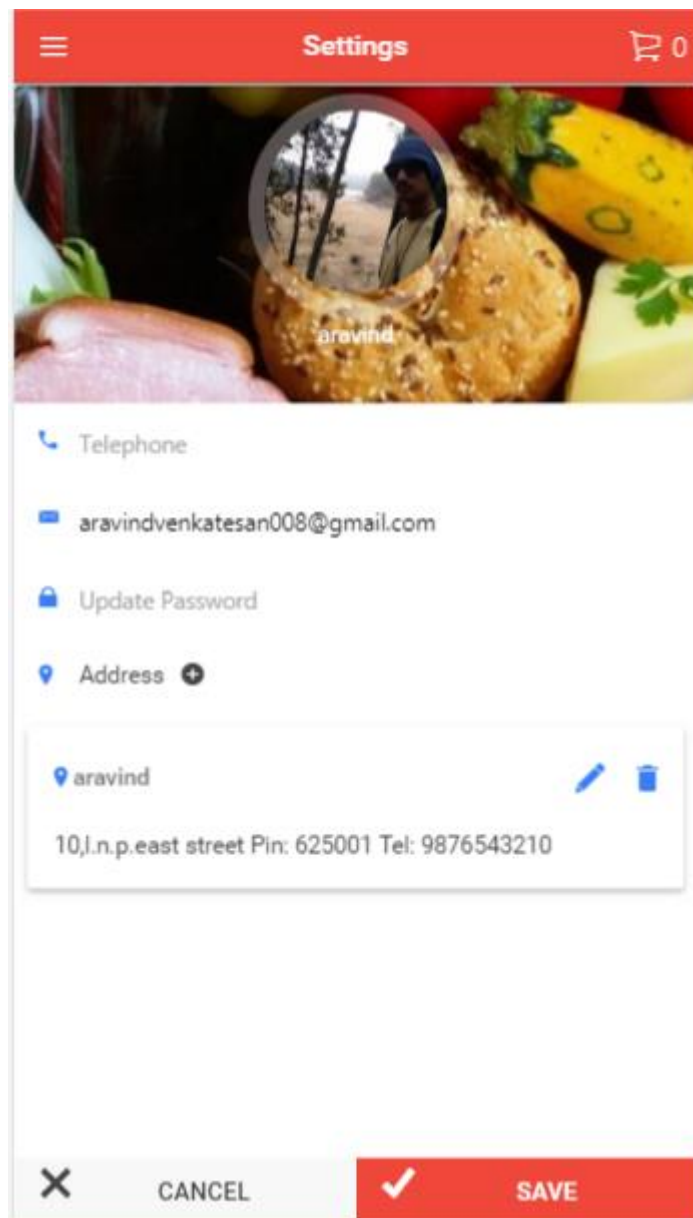 Settings
0
aravind
Telephone
aravindvenkatesan008@gmail.com
Update Password
Address
aravind
10,l.n.p.east street Pin: 625001 Tel: 9876543210
CANCEL
SAVE